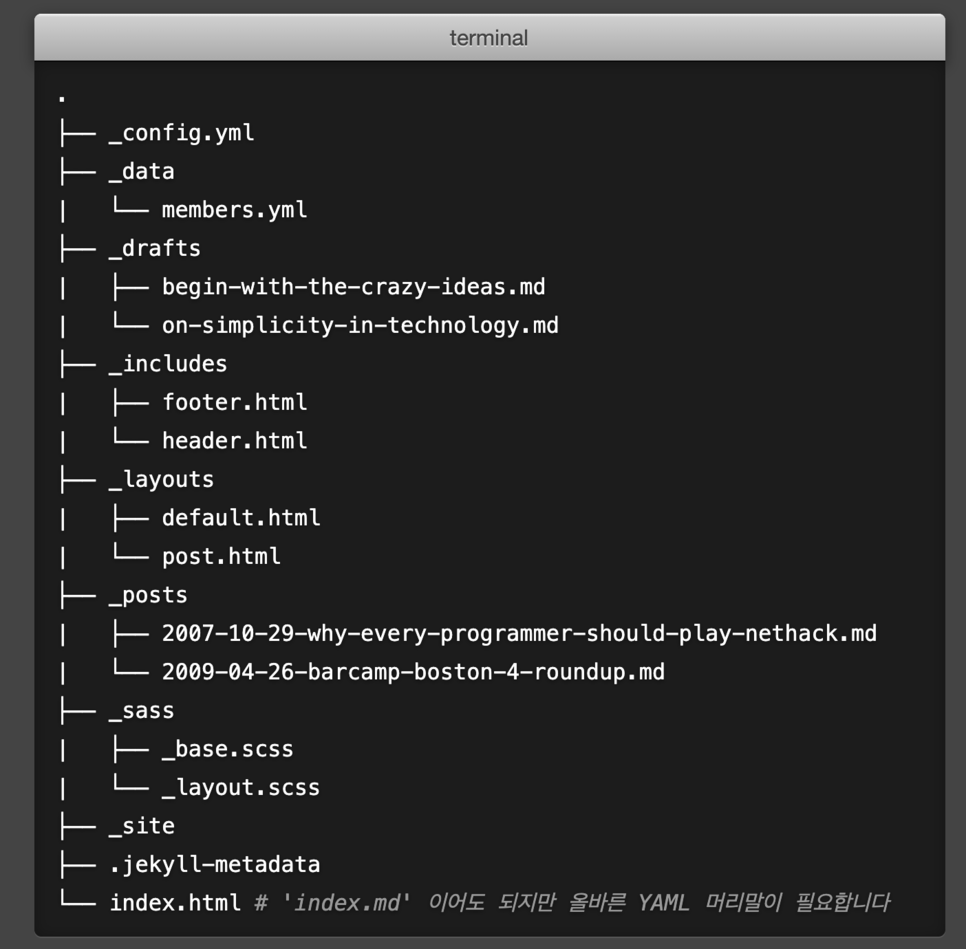 terminal
.
├── _config.yml
├── _data
|   └── members.yml
├── _drafts
|   ├── begin-with-the-crazy-ideas.md
|   └── on-simplicity-in-technology.md
├── _includes
|   ├── footer.html
|   └── header.html
├── _layouts
|   ├── default.html
|   └── post.html
├── _posts
|   ├── 2007-10-29-why-every-programmer-should-play-nethack.md
|   └── 2009-04-26-barcamp-boston-4-roundup.md
├── _sass
|   ├── _base.scss
|   └── _layout.scss
├── _site
├── .jekyll-metadata
└── index.html # 'index.md' 이어도 되지만 올바른 YAML 머리말이 필요합니다